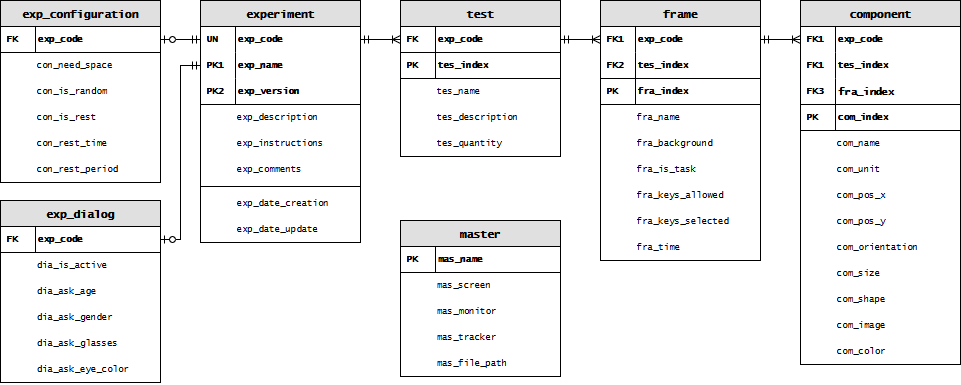 exp_configuration
FK exp_code
con_need_space
con_is_random
con_is_rest
con_rest_time
con_rest_period
exp_dialog
FK exp_code
dia_is_active
dia_ask_age
dia_ask_gender
dia_ask_glasses
dia_ask_eye_color
experiment
UN exp_code
PK1 exp_name
PK2 exp_version
exp_description
exp_instructions
exp_comments
exp_date_creation
exp_date_update
test
FK exp_code
PK tes_index
tes_name
tes_description
tes_quantity
master
PK mas_name
mas_screen
mas_monitor
mas_tracker
mas_file_path
frame
FK1 exp_code
FK2 tes_index
PK fra_index
fra_name
fra_background
fra_is_task
fra_keys_allowed
fra_keys_selected
fra_time
component
FK1 exp_code
FK1 tes_index
FK3 fra_index
PK com_index
com_name
com_unit
com_pos_x
com_pos_y
com_orientation
com_size
com_shape
com_image
com_color